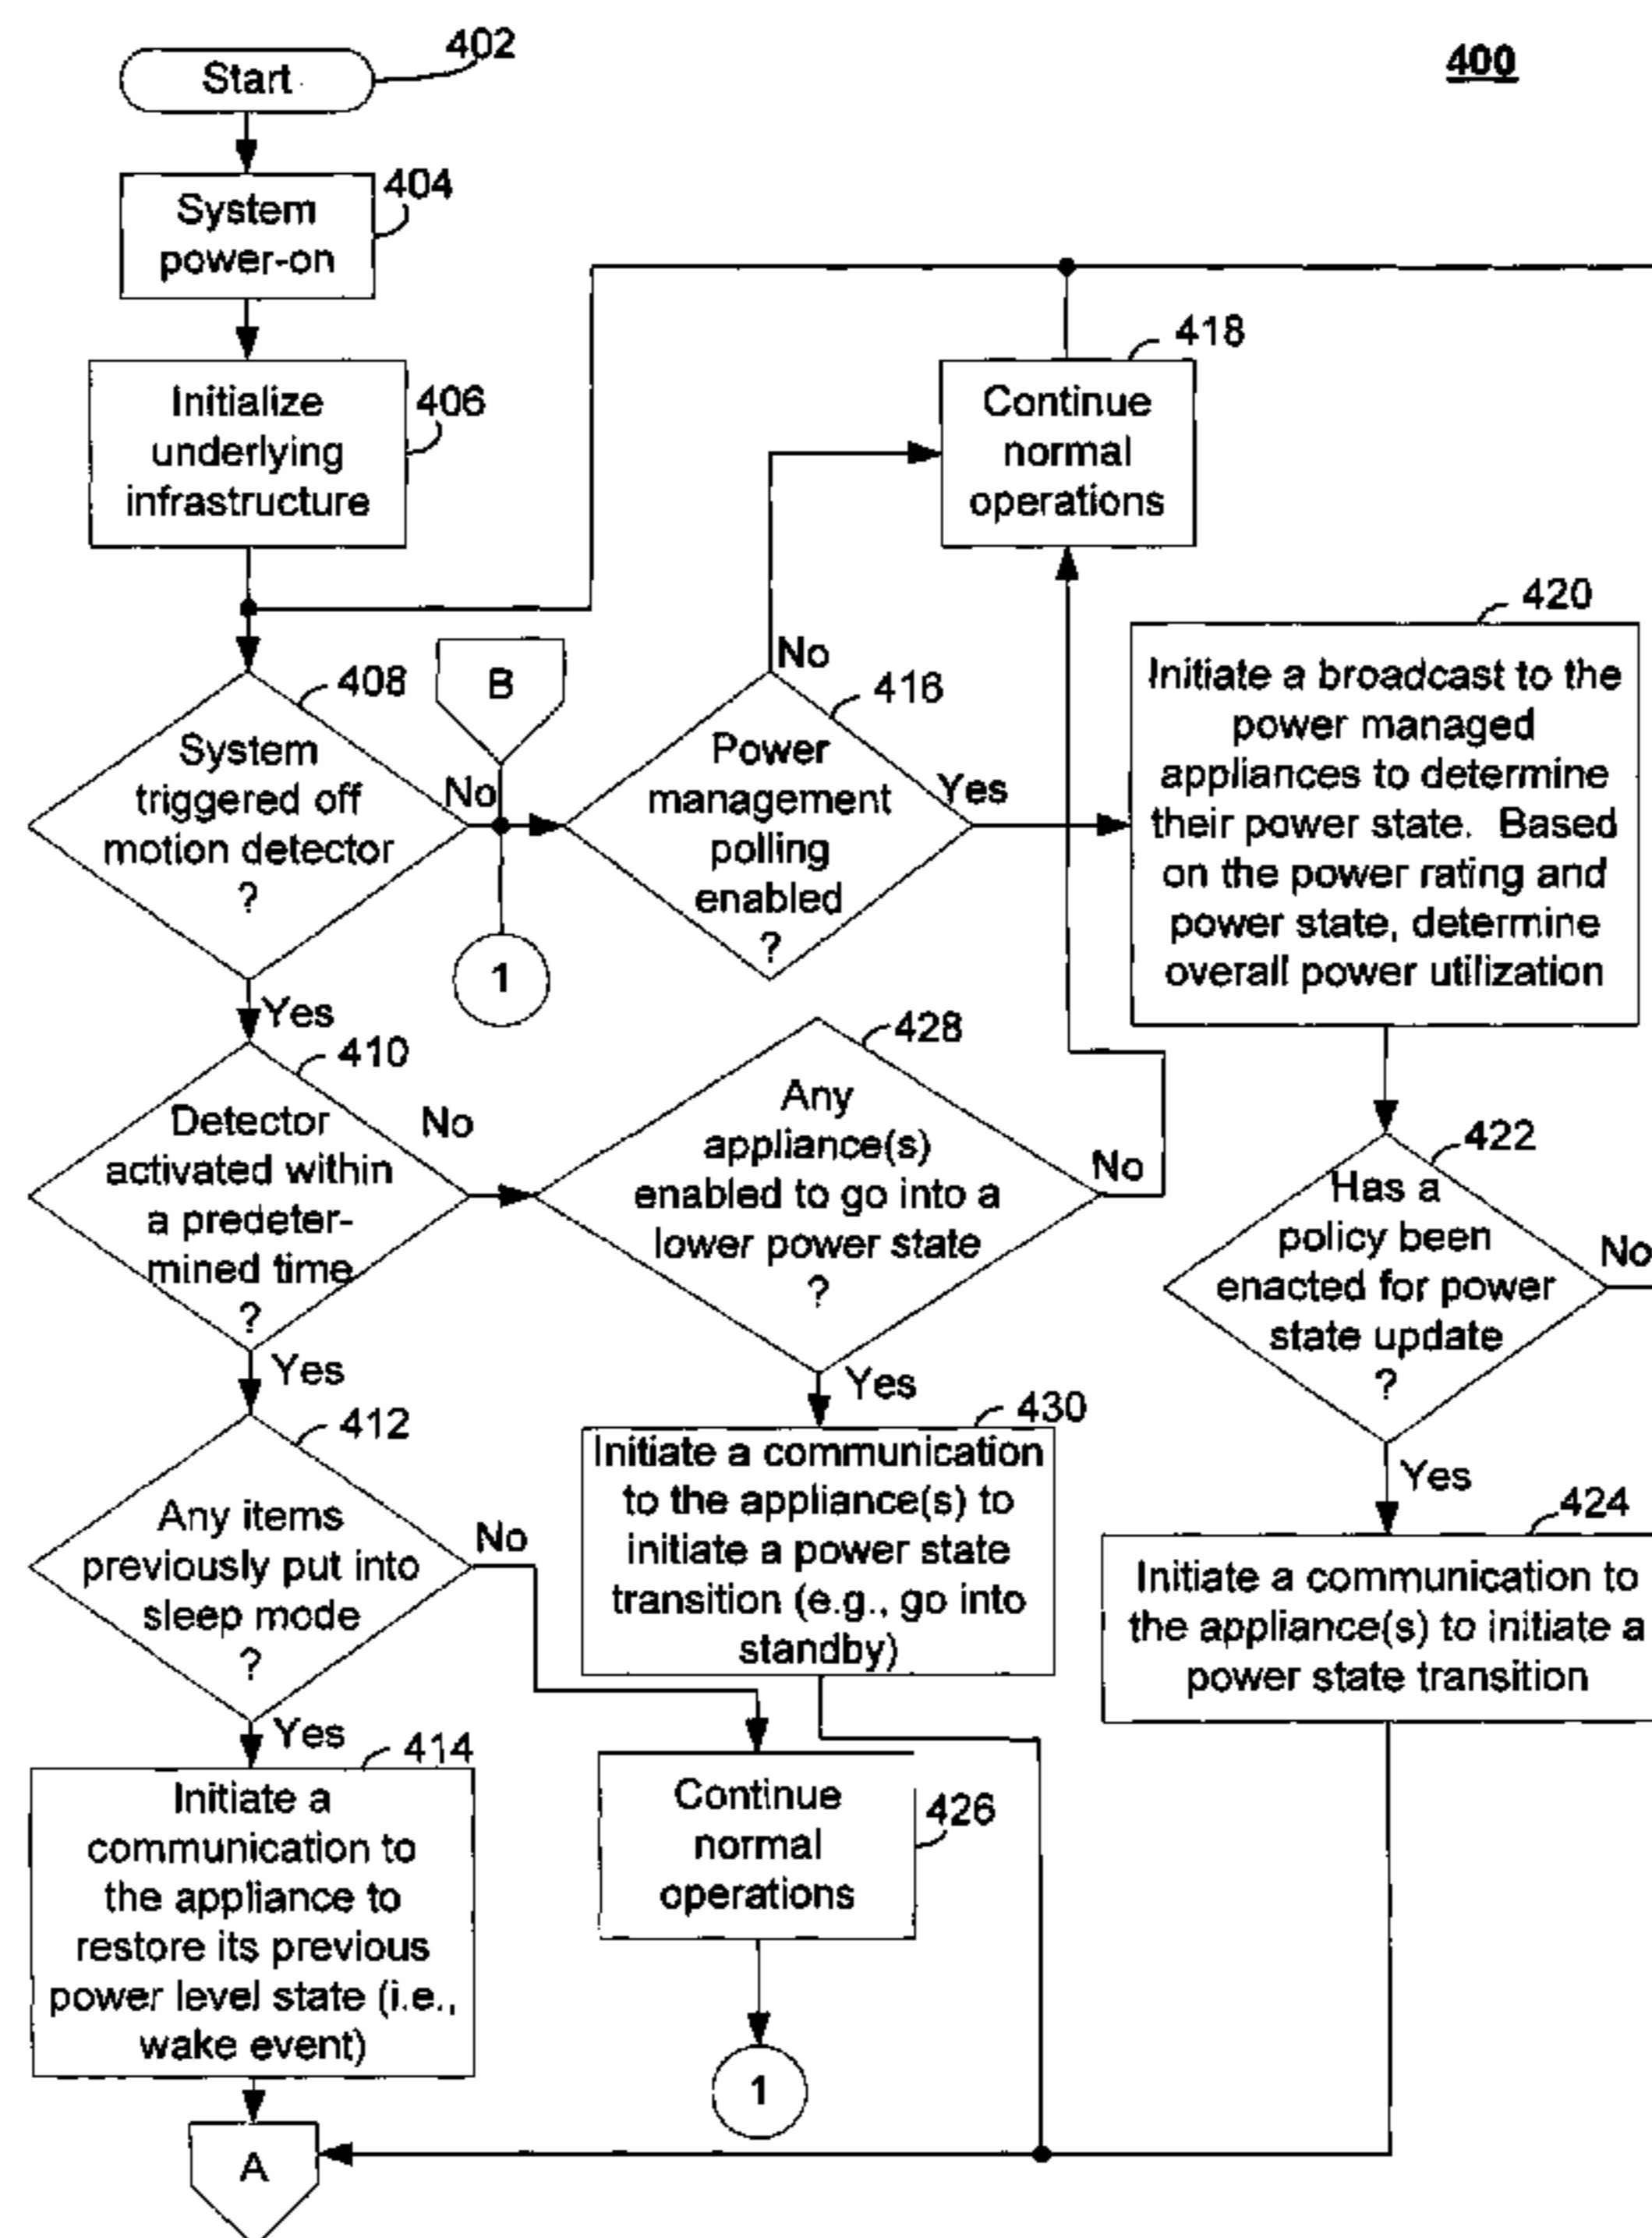 400
Start
402
System
power-on
404
Initialize
underlying
infrastructure
406
System
triggered off
motion detector
?
408
No
Yes
B
1
Power
management
polling
enabled
?
416
No
Yes
Continue
normal
operations
418
Initiate a broadcast to the
power managed
appliances to determine
their power state. Based
on the power rating and
power state, determine
overall power utilization
420
Has a
policy been
enacted for power
state update
?
422
No
Yes
Initiate a communication to
the appliance(s) to initiate a
power state transition
424
Detector
activated within
a predeter-
mined time
?
410
No
Yes
Any
appliance(s)
enabled to go into a
lower power state
?
428
No
Yes
Initiate a communication
to the appliance(s) to
initiate a power state
transition (e.g., go into
standby)
430
Any items
previously put into
sleep mode
?
412
No
Yes
Continue
normal
operations
426
1
Initiate a
communication to
the appliance to
restore its previous
power level state (i.e.,
wake event)
414
A